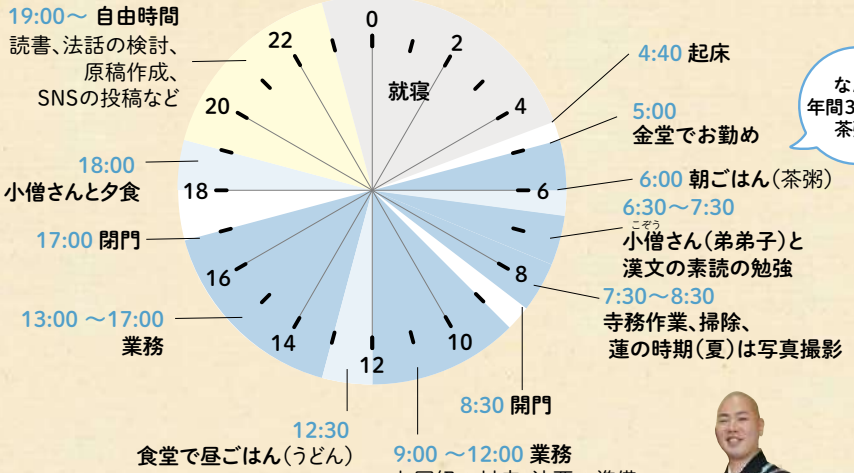 19:00〜 自由時間
読書、法話の検討、
原稿作成、
SNSの投稿など
0
2
4
6
8
10
12
14
16
18
20
22
就寝
4:40 起床
5:00
金堂でお勤め
6:00 朝ごはん(茶粥)
6:30〜7:30
こぞう
小僧さん(弟弟子)と
漢文の素読の勉強
7:30〜8:30
寺務作業、掃除、
蓮の時期(夏)は写真撮影
8:30 開門
9:00 〜12:00 業務
12:30
食堂で昼ごはん(うどん)
13:00 〜17:00
業務
17:00 閉門
18:00
小僧さんと夕食
な
年間3
茶